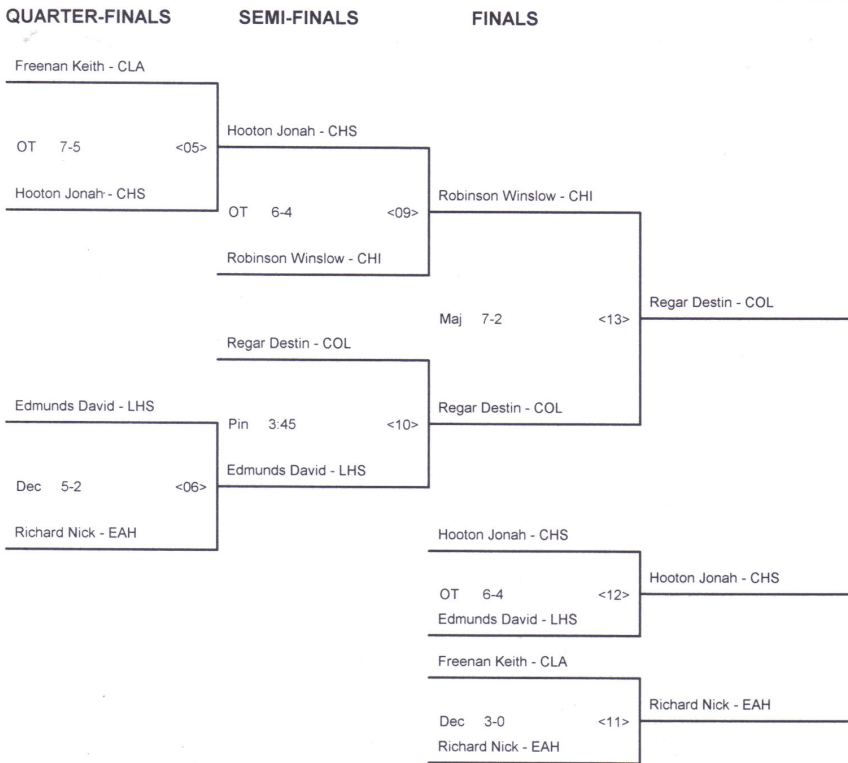 QUARTER-FINALS SEMI-FINALS FINALS
Freenan Keith - CLA
Hooton Jonah - CHS
OT 7-5 <05>
Hooton Jonah - CHS
Robinson Winslow - CHI
OT 6-4 <09>
Robinson Winslow - CHI
Regar Destin - COL
Maj 7-2 <13>
Regar Destin - COL
Edmunds David - LHS
Regar Destin - COL
Pin 3:45 <10>
Edmunds David - LHS
Dec 5-2 <06>
Richard Nick - EAH
Hooton Jonah - CHS
Hooton Jonah - CHS
OT 6-4 <12>
Edmunds David - LHS
Freenan Keith - CLA
Richard Nick - EAH
Dec 3-0 <11>
Richard Nick - EAH